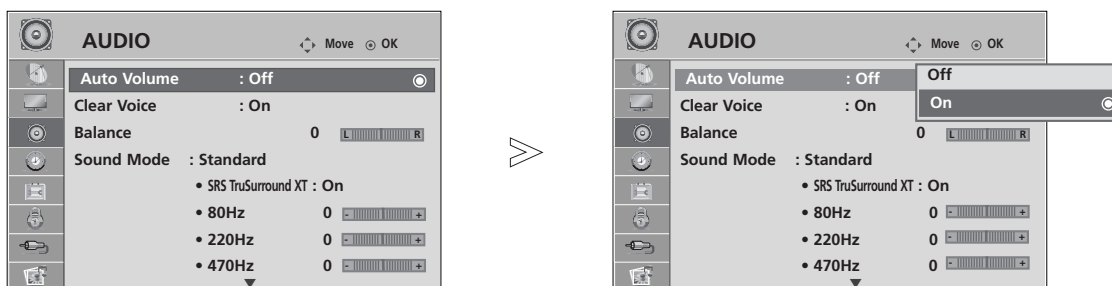 AUDIO
Move OK
Auto Volume : Off
Clear Voice : On
Balance 0 L R
Sound Mode : Standard
• SRS TruSurround XT : On
• 80Hz 0 - +
• 220Hz 0 - +
• 470Hz 0 - +
>
AUDIO
Move OK
Auto Volume : Off
Off
On
Clear Voice : On
Balance 0 L R
Sound Mode : Standard
• SRS TruSurround XT : On
• 80Hz 0 - +
• 220Hz 0 - +
• 470Hz 0 - +